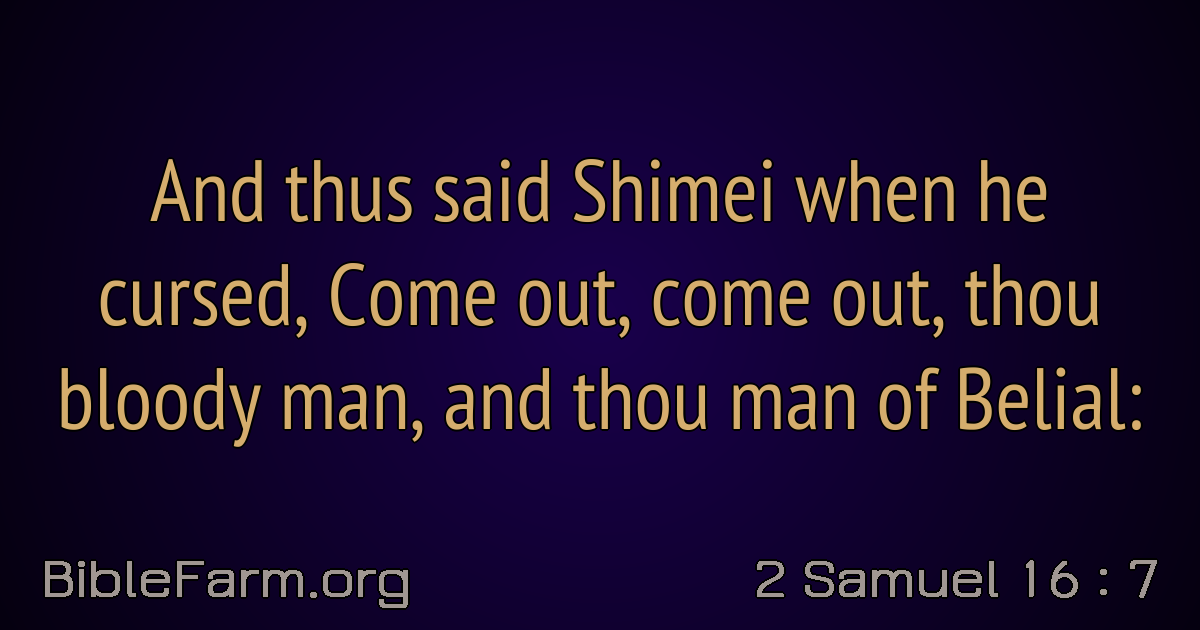 And thus said Shimei when he
cursed, Come out, come out, thou
bloody man, and thou man of Belial:
BibleFarm.org
2 Samuel 16 : 7